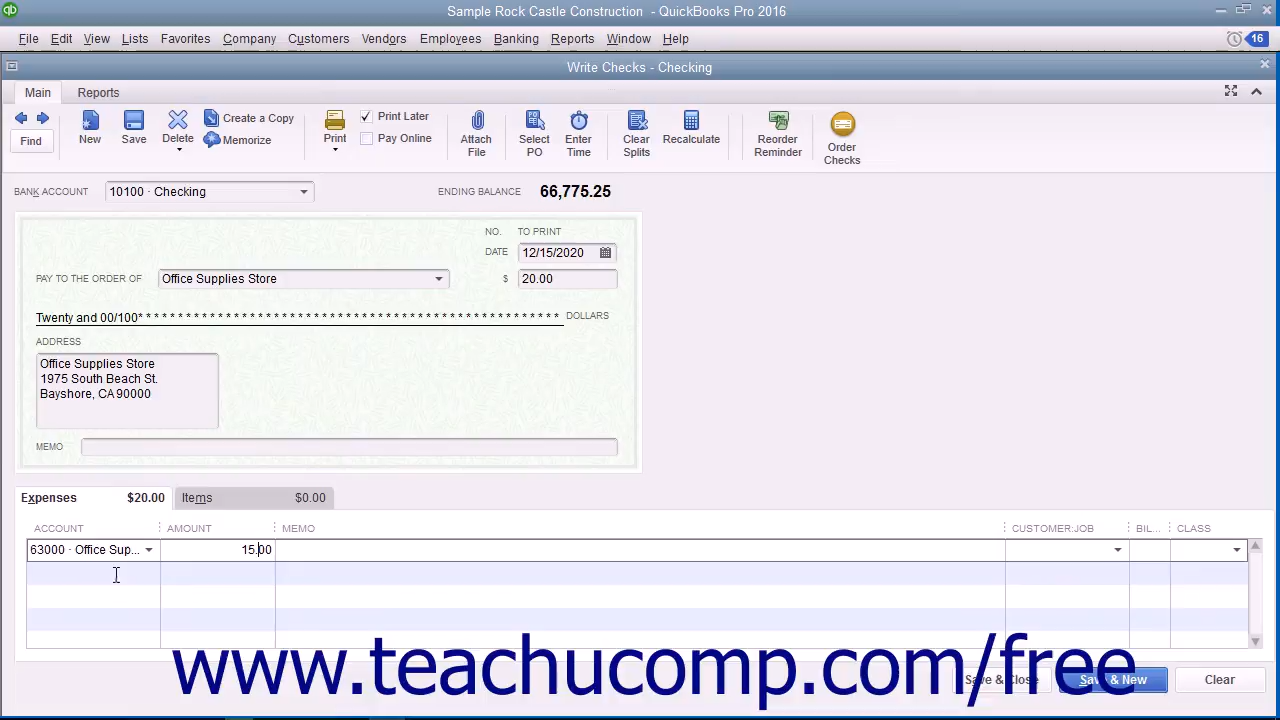 Sample Rock Castle Construction - QuickBooks Pro 2016
File Edit View Lists Favorites Company Customers Vendors Employees Banking Reports Window Help 16
Write Checks - Checking
Main Reports
Find
New
Save
Delete
Create a Copy
Memorize
Print
Print Later
Pay Online
Attach File
Select PO
Enter Time
Clear Splits
Recalculate
Reorder Reminder
Order Checks
BANK ACCOUNT 10100 · Checking ENDING BALANCE 66,775.25
NO. TO PRINT
DATE 12/15/2020
PAY TO THE ORDER OF Office Supplies Store $ 20.00
Twenty and 00/100* * * * * * * * * * * * * * * * * * * * * * * * * * * * * * * * * * * * * * * * * * * * * * * * * * * * * DOLLARS
ADDRESS
Office Supplies Store
1975 South Beach St.
Bayshore, CA 90000
MEMO
Expenses $20.00 Items $0.00
ACCOUNT AMOUNT MEMO CUSTOMER:JOB BIL... CLASS
63000 · Office Sup... 15.00
www.teachucomp.com/free
Save & Close Save & New Clear